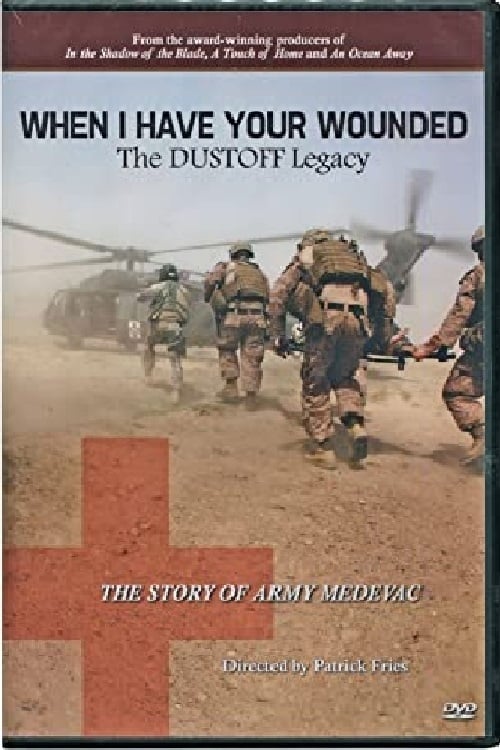 From the award-winning producers of
In the Shadow of the Blade, A Touch of Home and An Ocean Away
WHEN I HAVE YOUR WOUNDED
The DUSTOFF Legacy
THE STORY OF ARMY MEDEVAC
Directed by Patrick Fries
DVD